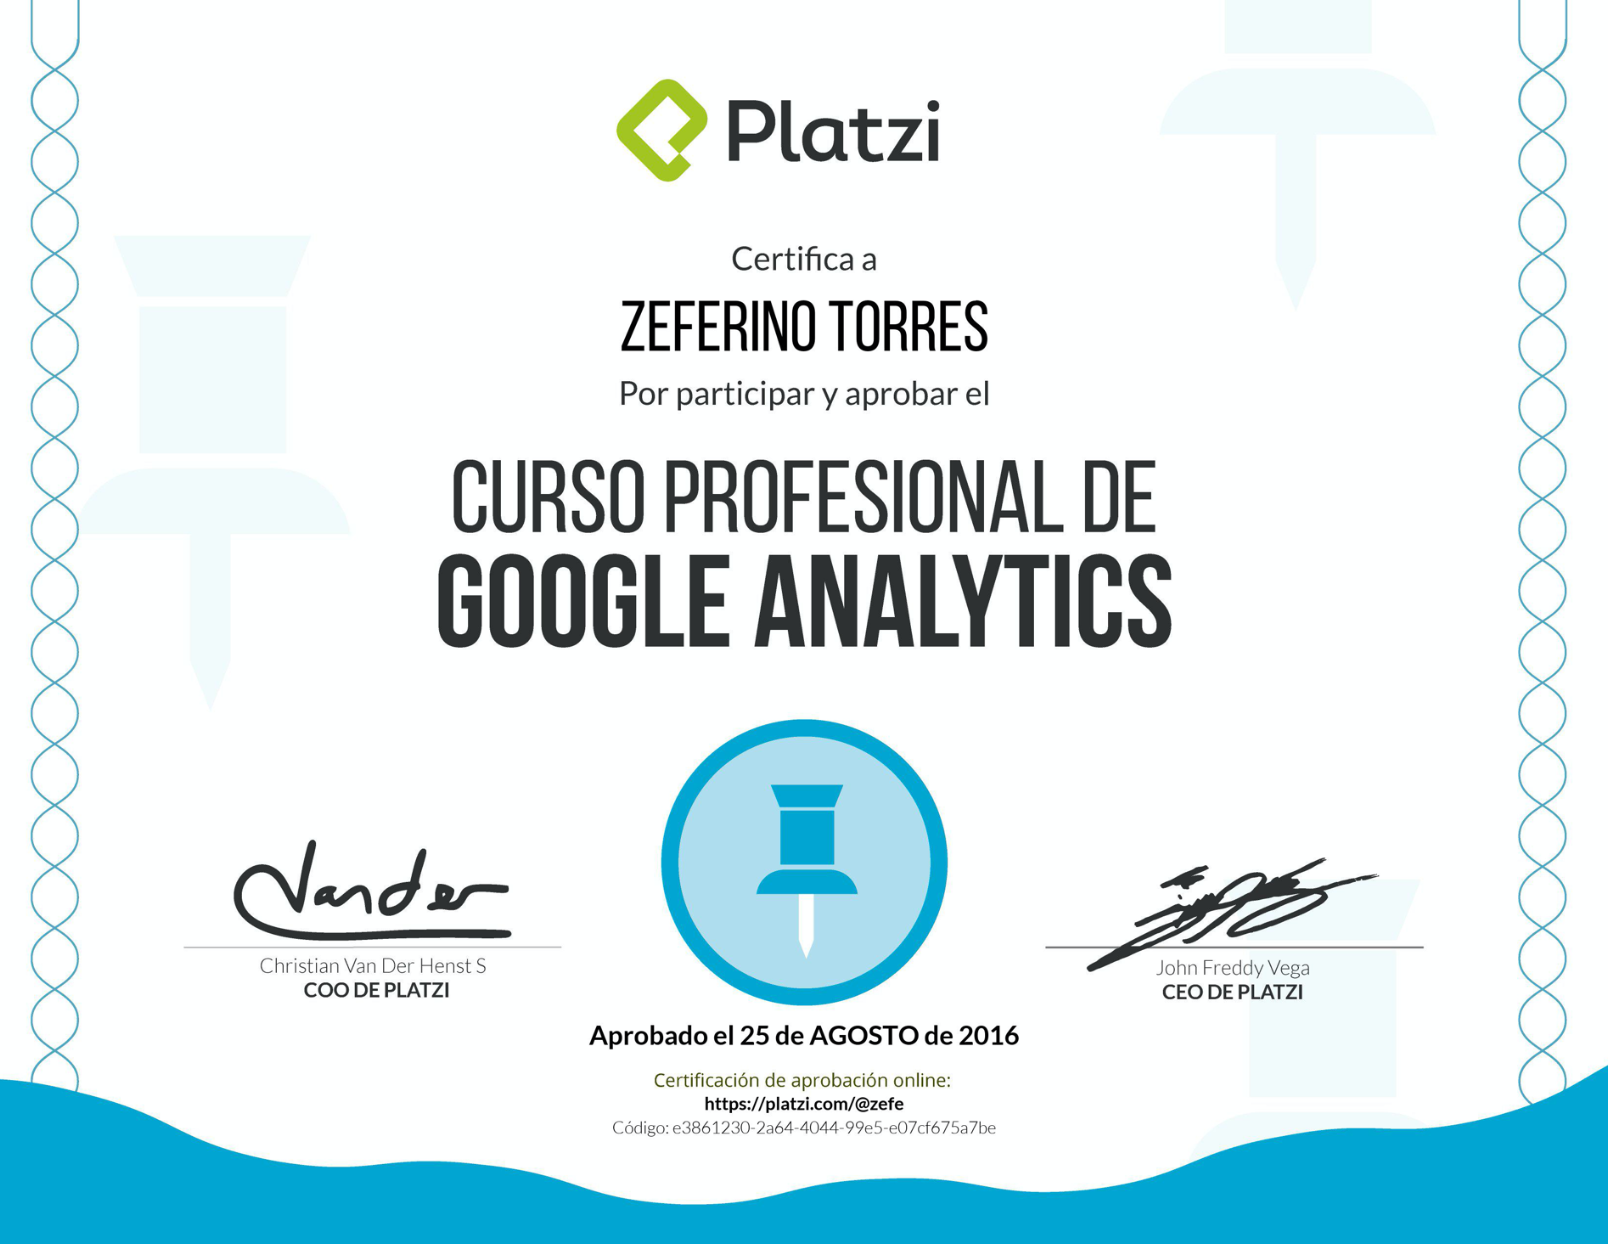 Platzi
Certifica a
ZEFERINO TORRES
Por participar y aprobar el
CURSO PROFESIONAL DE
GOOGLE ANALYTICS
Vander
Christian Van Der Henst S
COO DE PLATZI
John Freddy Vega
CEO DE PLATZI
Aprobado el 25 de AGOSTO de 2016
Certificación de aprobación online:
https://platzi.com/@zefe
Código: e3861230-2a64-4044-99e5-e07cf675a7be